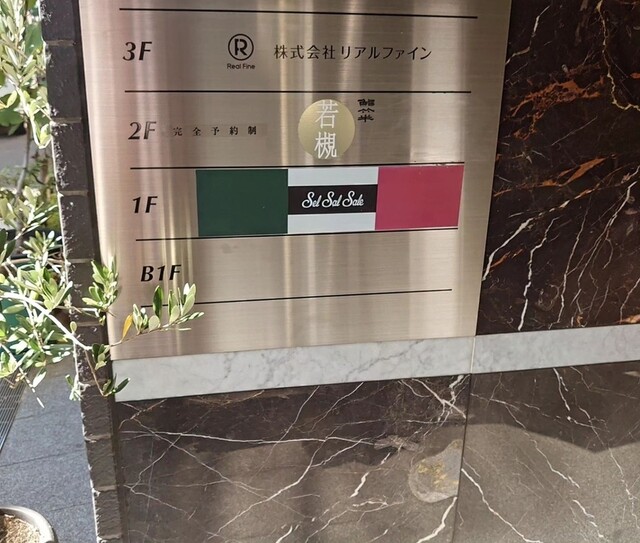 3F Ⓡ 株式会社リアルファイン
Real Fine
2F 完全予約制 若槻
1F Sel Sal Sale
B1F